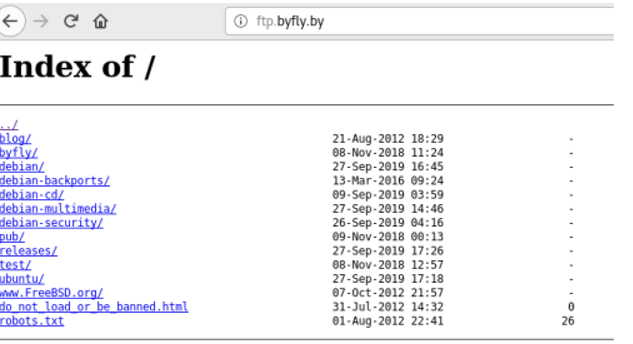 ftp.byfly.by
Index of /
../
blog/ 21-Aug-2012 18:29 -
byfly/ 08-Nov-2018 11:24 -
debian/ 27-Sep-2019 16:45 -
debian-backports/ 13-Mar-2016 09:24 -
debian-cd/ 09-Sep-2019 03:59 -
debian-multimedia/ 27-Sep-2019 14:46 -
debian-security/ 26-Sep-2019 04:16 -
pub/ 09-Nov-2018 00:13 -
releases/ 27-Sep-2019 17:26 -
test/ 08-Nov-2018 12:57 -
ubuntu/ 27-Sep-2019 17:18 -
www.FreeBSD.org/ 07-Oct-2012 21:57 -
do_not_load_or_be_banned.html 31-Jul-2012 14:32 0
robots.txt 01-Aug-2012 22:41 26